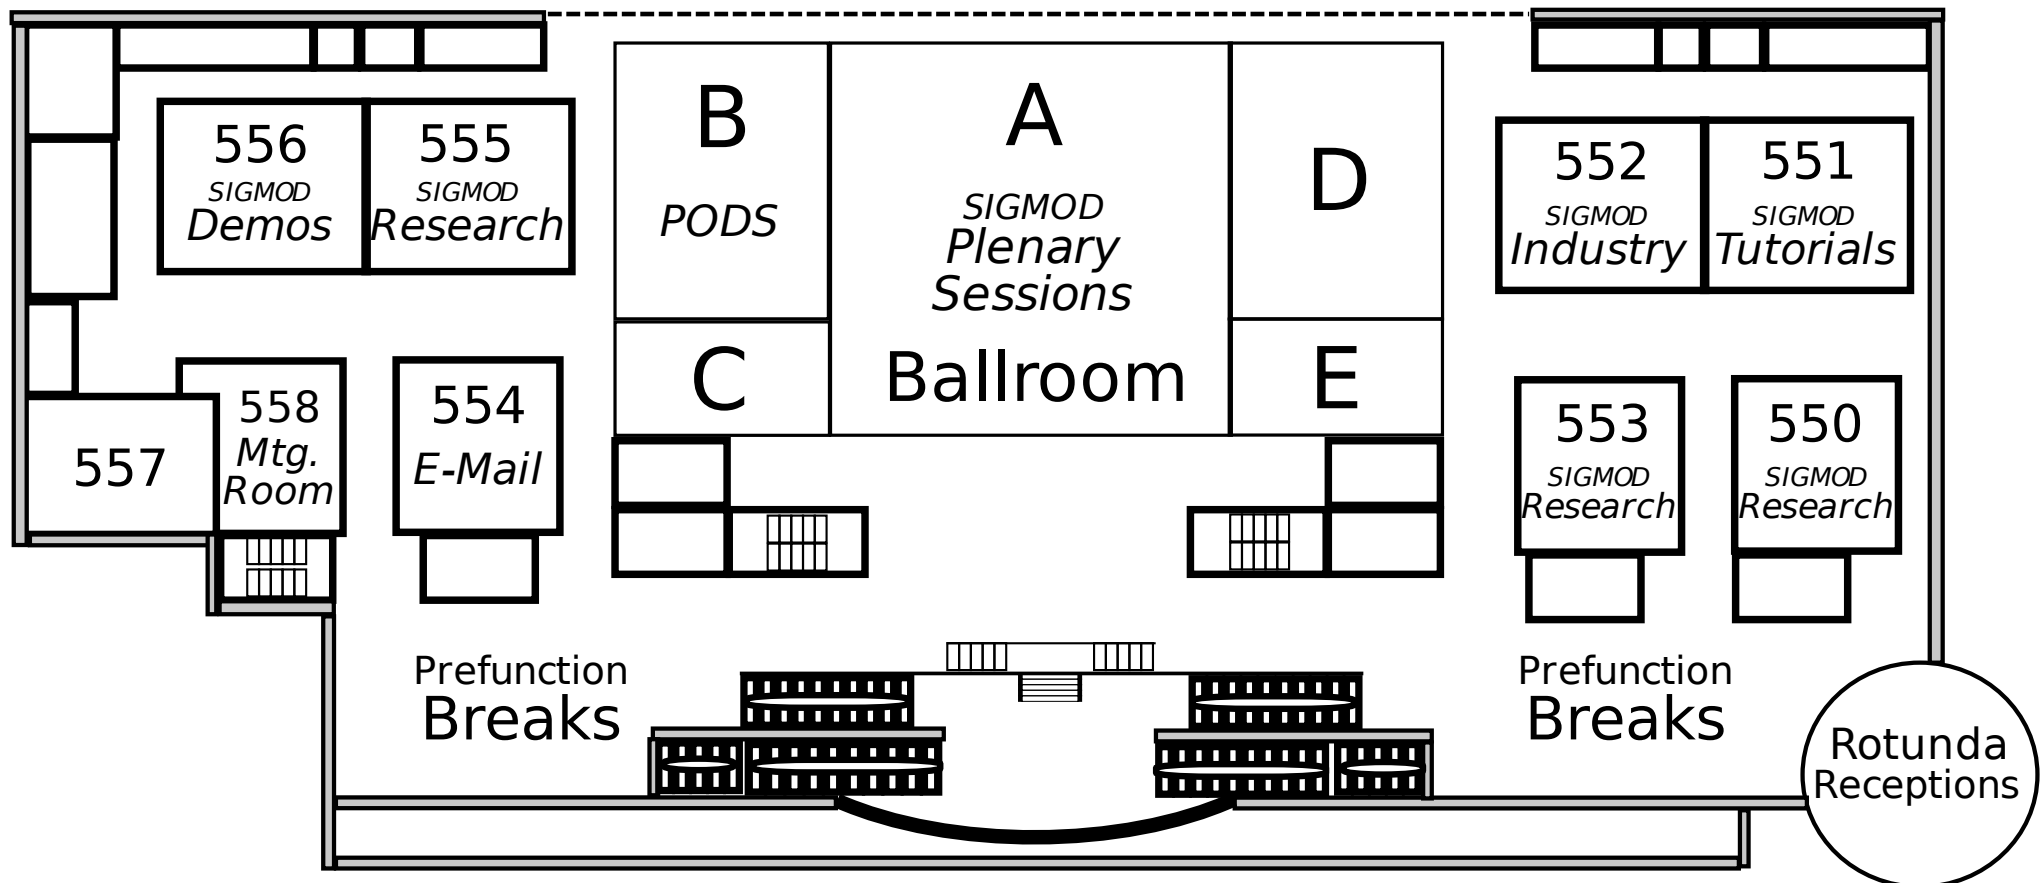 556
SIGMOD
Demos
555
SIGMOD
Research
B
PODS
A
SIGMOD
Plenary
Sessions
Ballroom
D
552
SIGMOD
Industry
551
SIGMOD
Tutorials
C
E
557
558
Mtg.
Room
554
E-Mail
553
SIGMOD
Research
550
SIGMOD
Research
Prefunction
Breaks
Prefunction
Breaks
Rotunda
Receptions